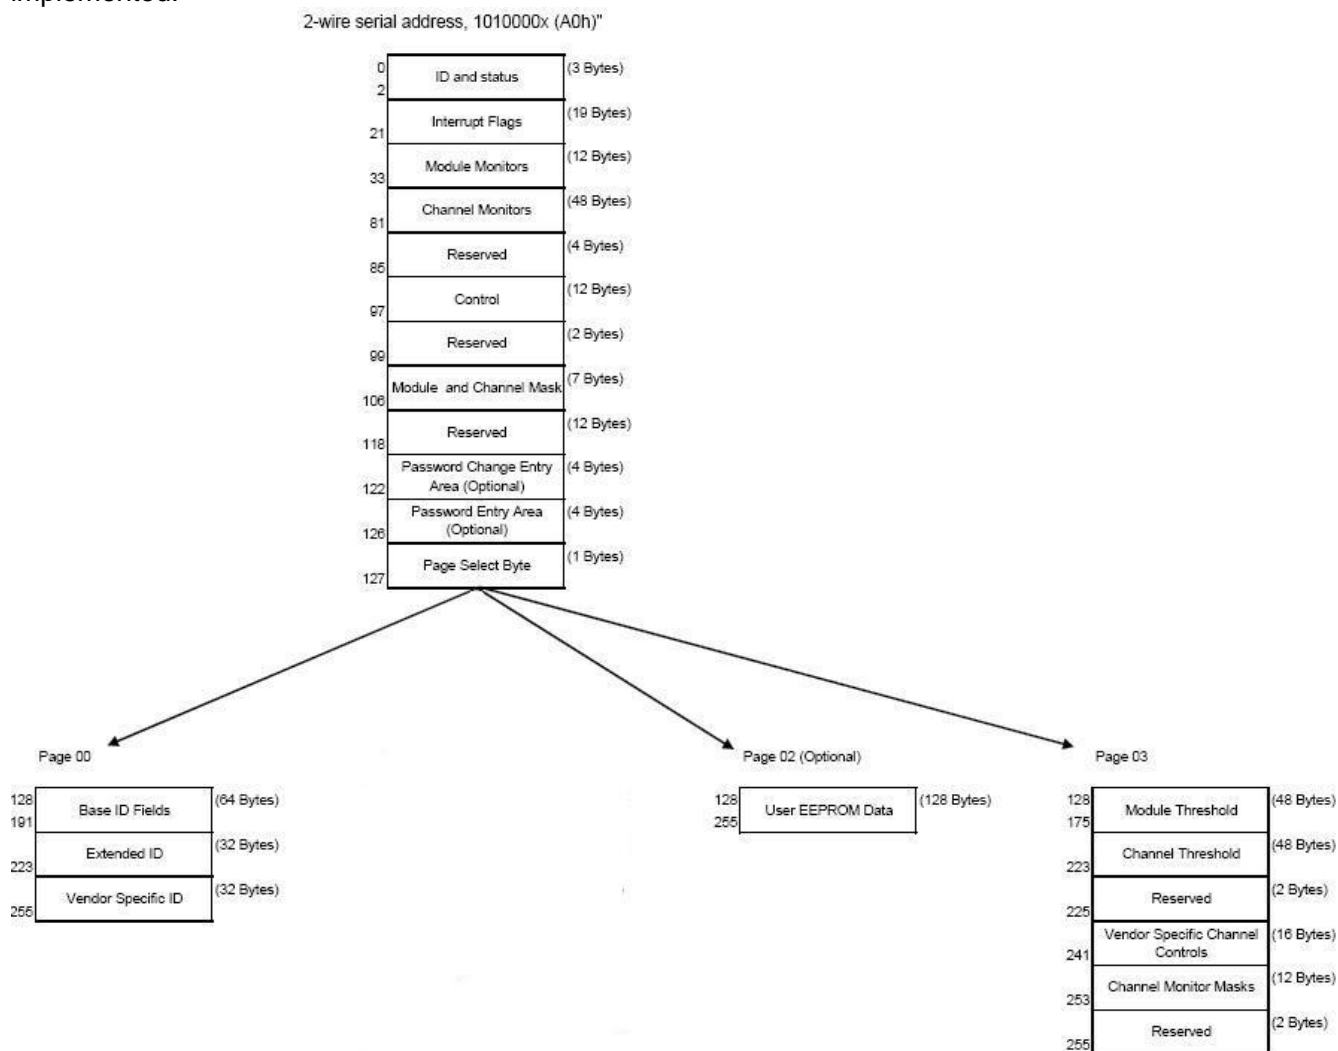 implemented.
2-wire serial address, 1010000x (A0h)"
0
ID and status
(3 Bytes)
2
Interrupt Flags
(19 Bytes)
21
Module Monitors
(12 Bytes)
33
Channel Monitors
(48 Bytes)
81
Reserved
(4 Bytes)
85
Control
(12 Bytes)
97
Reserved
(2 Bytes)
99
Module and Channel Mask
(7 Bytes)
106
Reserved
(12 Bytes)
118
Password Change Entry
Area (Optional)
(4 Bytes)
122
Password Entry Area
(Optional)
(4 Bytes)
126
Page Select Byte
(1 Bytes)
127
Page 00
128
Base ID Fields
(64 Bytes)
191
Extended ID
(32 Bytes)
223
Vendor Specific ID
(32 Bytes)
255
Page 02 (Optional)
128
User EEPROM Data
(128 Bytes)
255
Page 03
128
Module Threshold
(48 Bytes)
175
Channel Threshold
(48 Bytes)
223
Reserved
(2 Bytes)
225
Vendor Specific Channel
Controls
(16 Bytes)
241
Channel Monitor Masks
(12 Bytes)
253
Reserved
(2 Bytes)
255